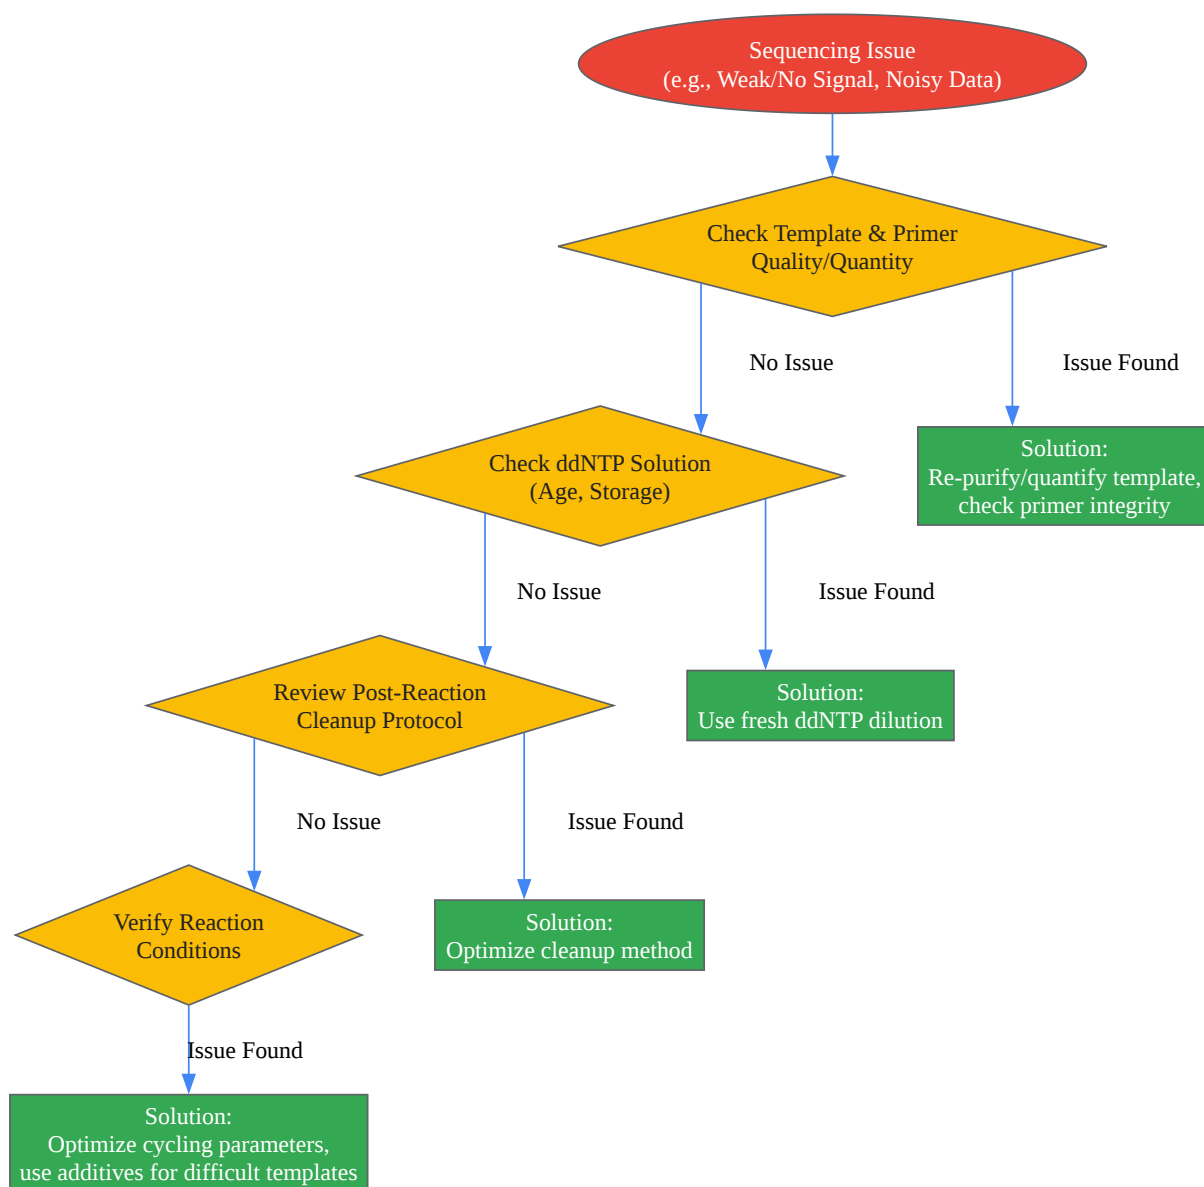 Sequencing Issue
(e.g., Weak/No Signal, Noisy Data)
Check Template & Primer
Quality/Quantity
No Issue
Issue Found
Check ddNTP Solution
(Age, Storage)
Solution:
Re-purify/quantify template,
check primer integrity
No Issue
Issue Found
Review Post-Reaction
Cleanup Protocol
Solution:
Use fresh ddNTP dilution
No Issue
Issue Found
Verify Reaction
Conditions
Solution:
Optimize cleanup method
Issue Found
Solution:
Optimize cycling parameters,
use additives for difficult templates